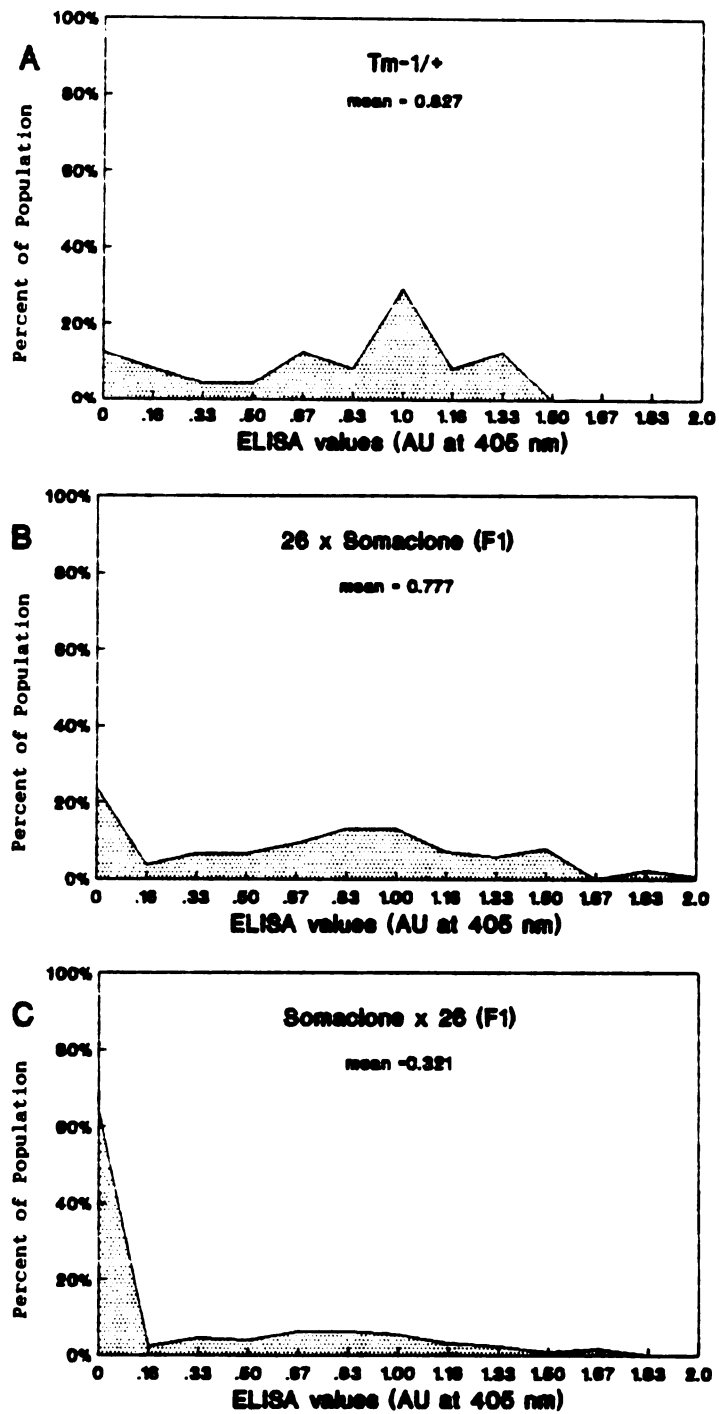 100%
A
Tm-1/+
mean - 0.827
80%
60%
40%
20%
0%
Percent of Population
0 .16 .33 .50 .67 .83 1.0 1.16 1.33 1.50 1.67 1.83 2.0
ELISA values (AU at 405 nm)
100%
B
26 x Somaclone (F1)
mean - 0.777
80%
60%
40%
20%
0%
Percent of Population
0 .16 .33 .50 .67 .83 1.00 1.16 1.33 1.50 1.67 1.83 2.0
ELISA values (AU at 405 nm)
100%
C
Somaclone x 26 (F1)
mean -0.321
80%
60%
40%
20%
0%
Percent of Population
0 .16 .33 .50 .67 .83 1.00 1.16 1.33 1.50 1.67 1.83 2.0
ELISA values (AU at 405 nm)